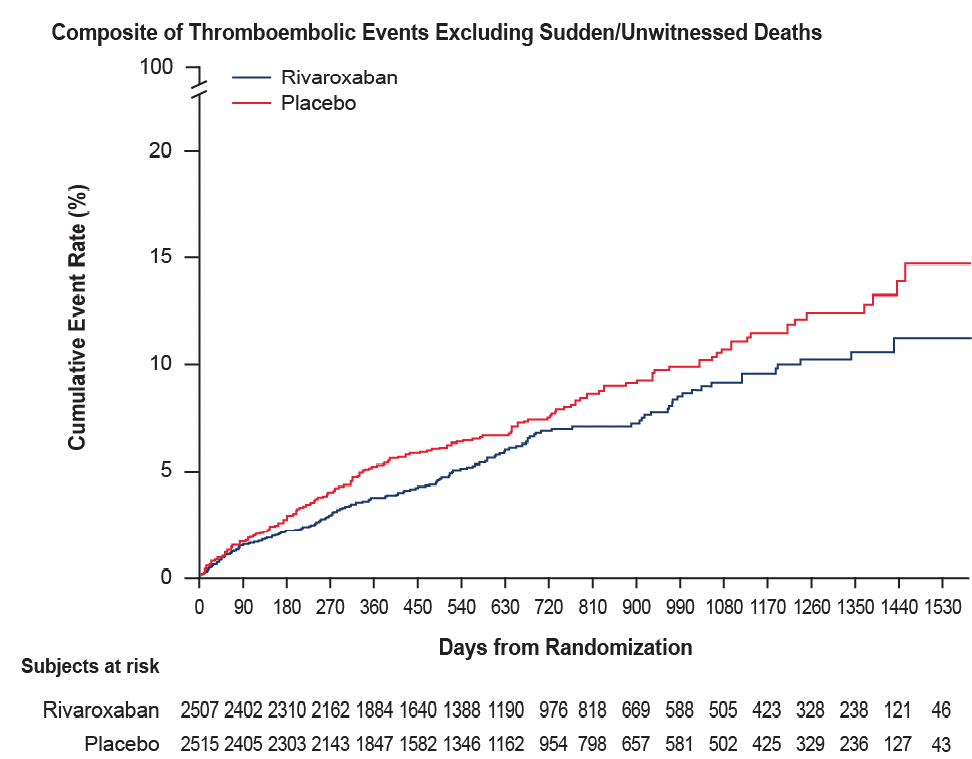 Composite of Thromboembolic Events Excluding Sudden/Unwitnessed Deaths
100
Rivaroxaban
Placebo
20
15
10
5
0
Cumulative Event Rate (%)
0 90 180 270 360 450 540 630 720 810 900 990 1080 1170 1260 1350 1440 1530
Days from Randomization
Subjects at risk
Rivaroxaban 2507 2402 2310 2162 1884 1640 1388 1190 976 818 669 588 505 423 328 238 121 46
Placebo 2515 2405 2303 2143 1847 1582 1346 1162 954 798 657 581 502 425 329 236 127 43